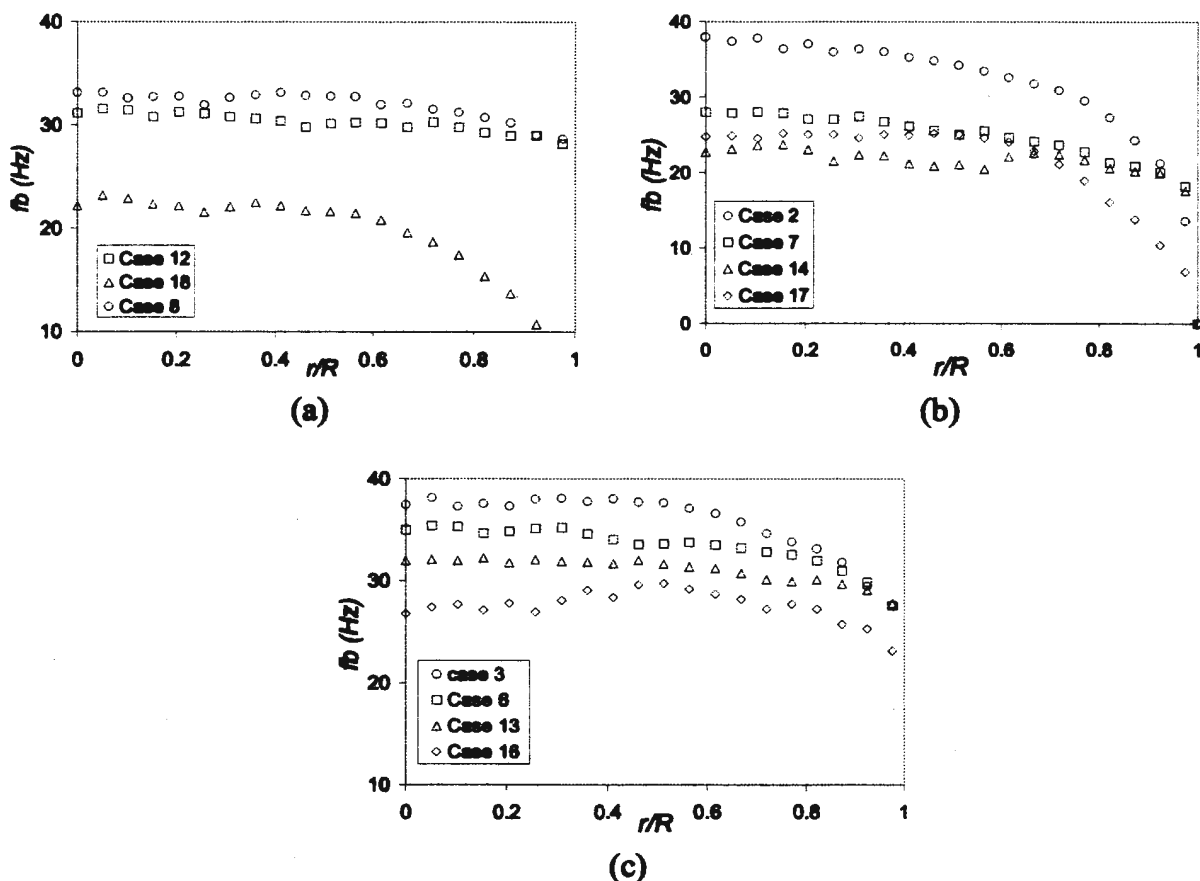 40
30
20
10
fb (Hz)
Case 12
Case 18
Case 8
0 0.2 0.4 0.6 0.8 1
r/R
(a)
40
30
20
10
0
fb (Hz)
Case 2
Case 7
Case 14
Case 17
0 0.2 0.4 0.6 0.8 1
r/R
(b)
40
30
20
10
fb (Hz)
case 3
Case 6
Case 13
Case 16
0 0.2 0.4 0.6 0.8 1
r/R
(c)